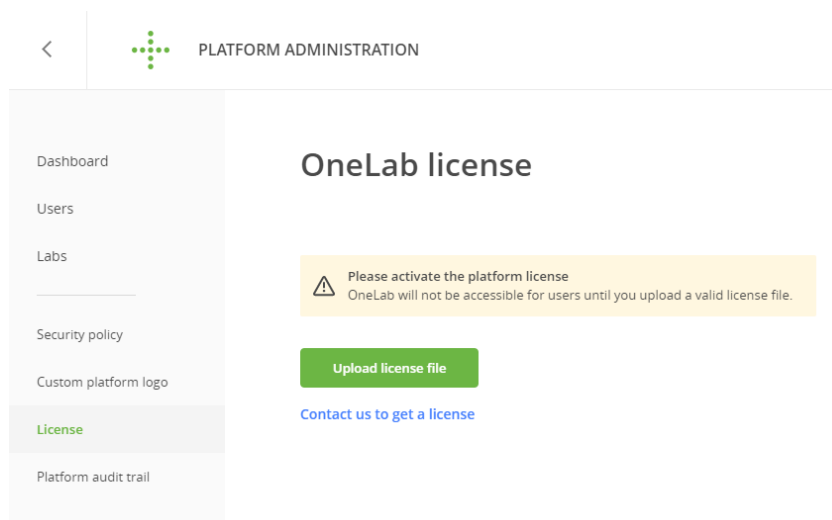 PLATFORM ADMINISTRATION
Dashboard
Users
Labs
Security policy
Custom platform logo
License
Platform audit trail
OneLab license
Please activate the platform license
OneLab will not be accessible for users until you upload a valid license file.
Upload license file
Contact us to get a license